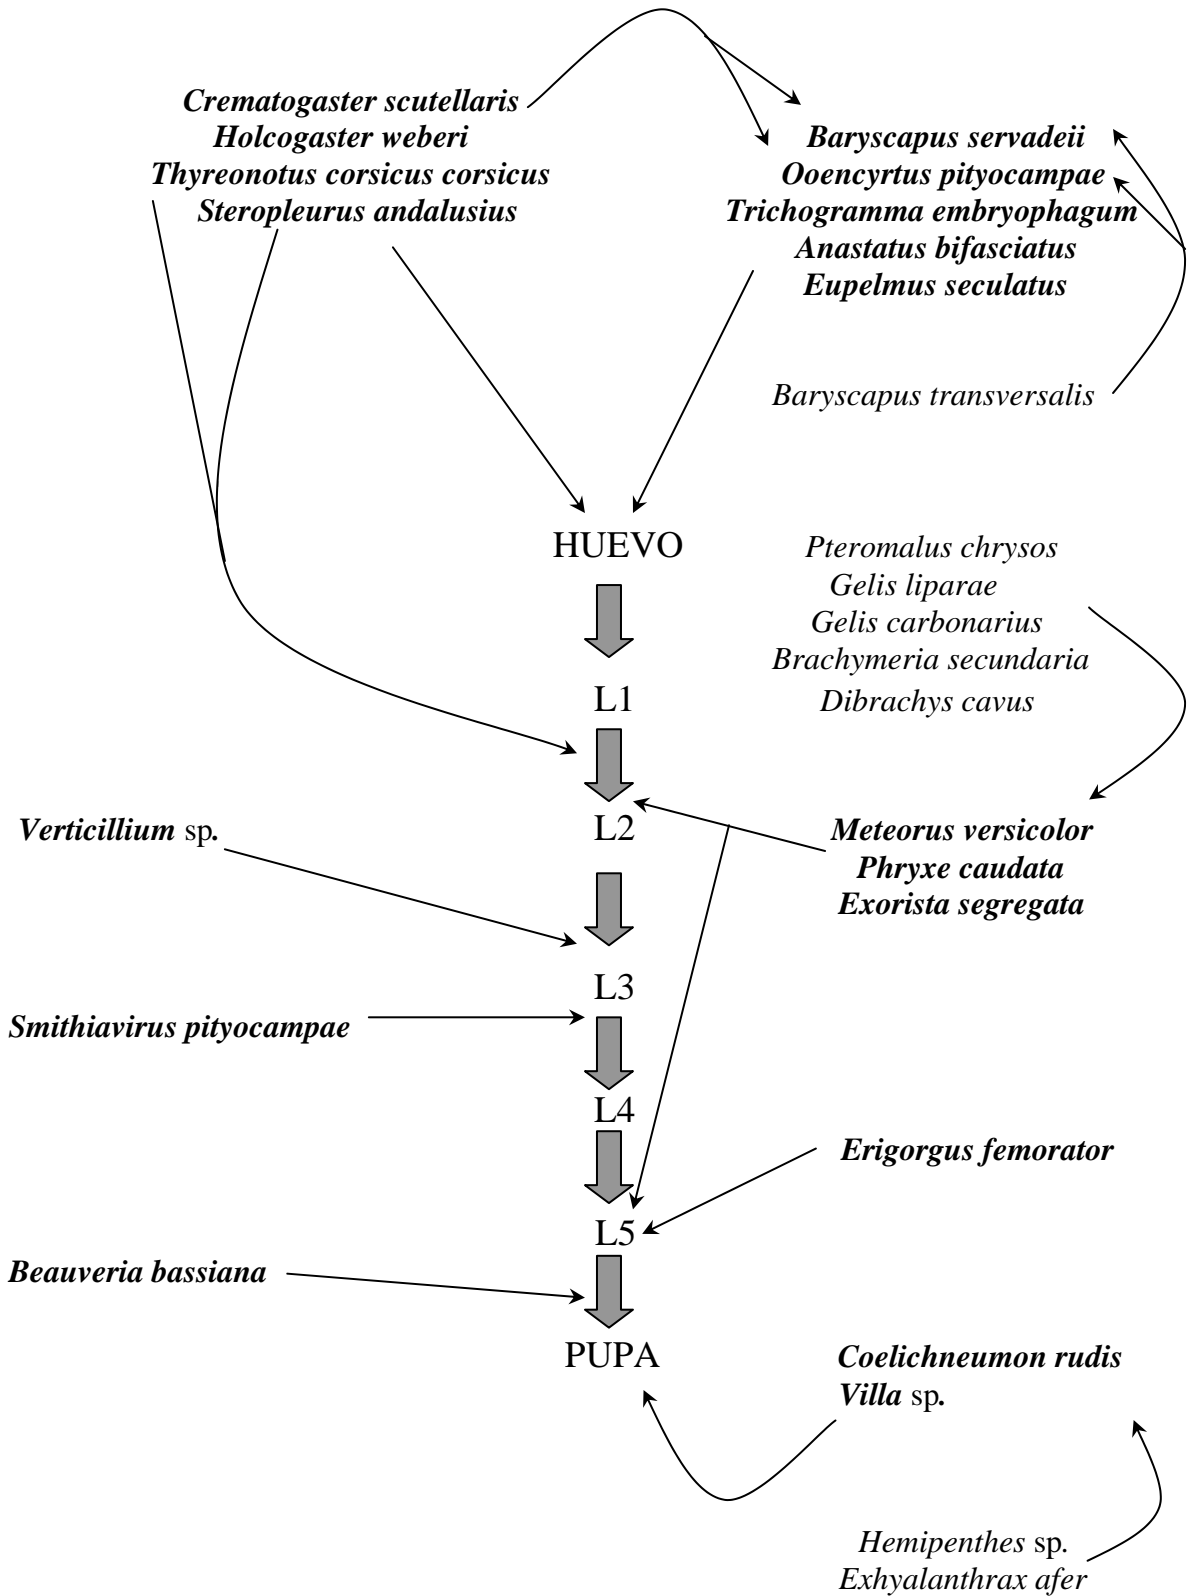 Crematogaster scutellaris
Holcogaster weberi
Thyreonotus corsicus corsicus
Steropleurus andalusius
Baryscapus servadeii
Ooencyrtus pityocampae
Trichogramma embryophagum
Anastatus bifasciatus
Eupelmus seculatus
Baryscapus transversalis
HUEVO
Pteromalus chrysos
Gelis liparae
Gelis carbonarius
Brachymeria secundaria
Dibrachys cavus
L1
L2
Verticillium sp.
Meteorus versicolor
Phryxe caudata
Exorista segregata
L3
Smithiavirus pityocampae
L4
Erigorgus femorator
L5
Beauveria bassiana
PUPA
Coelichneumon rudis
Villa sp.
Hemipenthes sp.
Exhyalanthrax afer